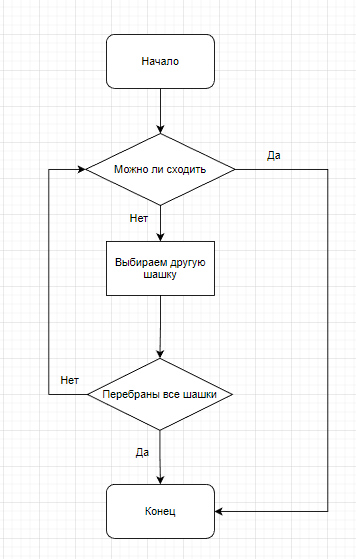 Начало
Да
Можно ли сходить
Нет
Выбираем другую
шашку
Нет
Перебраны все шашки
Да
Конец